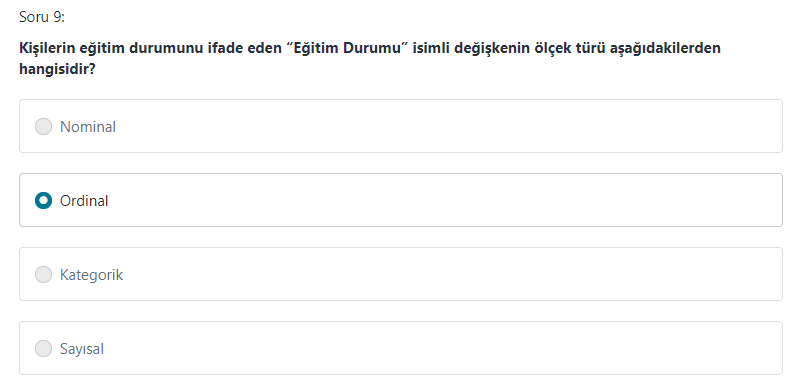 Soru 9:
Kişilerin eğitim durumunu ifade eden “Eğitim Durumu” isimli değişkenin ölçek türü aşağıdakilerden
hangisidir?
Nominal
Ordinal
Kategorik
Sayısal